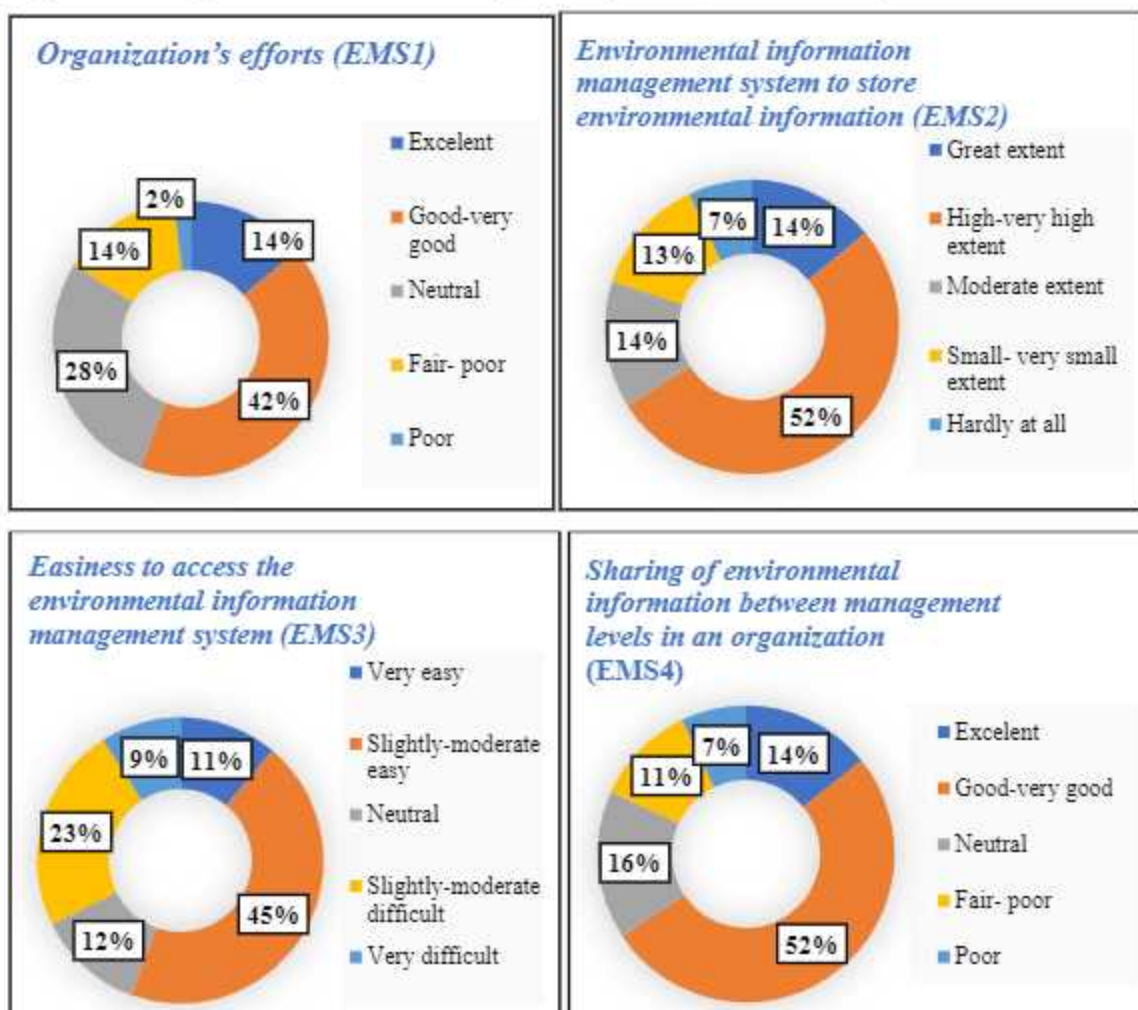 Organization's efforts (EMS1)
Excelent
Good-very
good
Neutral
Fair- poor
Poor
2%
14%
14%
28%
42%
Environmental information
management system to store
environmental information (EMS2)
Great extent
High-very high
extent
Moderate extent
Small- very small
extent
Hardly at all
7%
14%
13%
14%
52%
Easiness to access the
environmental information
management system (EMS3)
Very easy
Slightly-moderate
easy
Neutral
Slightly-moderate
difficult
Very difficult
9%
11%
23%
45%
12%
Sharing of environmental
information between management
levels in an organization
(EMS4)
Excelent
Good-very good
Neutral
Fair- poor
Poor
7%
14%
11%
16%
52%